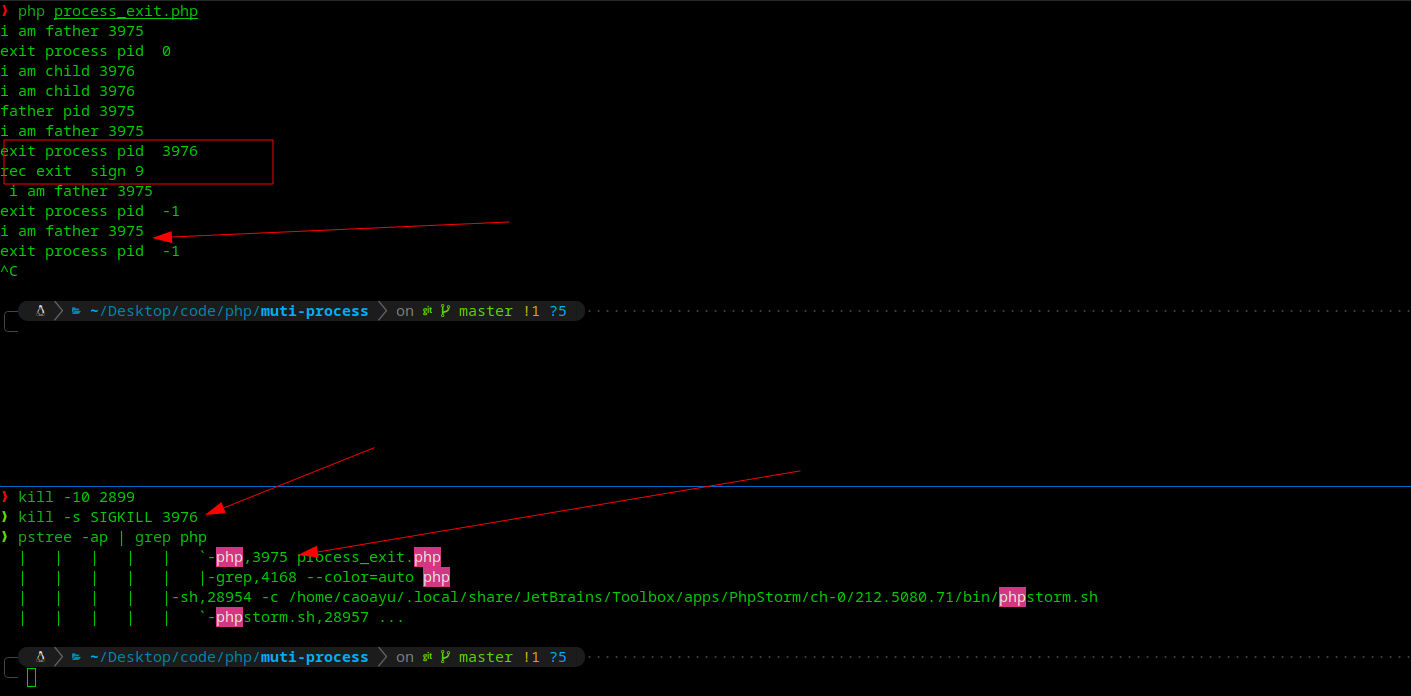 ❯ php process_exit.php
i am father 3975
exit process pid  0
i am child 3976
i am child 3976
father pid 3975
i am father 3975
exit process pid  3976
rec exit  sign 9
 i am father 3975
exit process pid  -1
i am father 3975
exit process pid  -1
^C
~/Desktop/code/php/muti-process on git master !1 ?5
❯ kill -10 2899
❯ kill -s SIGKILL 3976
❯ pstree -ap | grep php
  |   |   |   |   |   `-php,3975 process_exit.php
  |   |   |   |   |   |-grep,4168 --color=auto php
  |   |   |   |   |-sh,28954 -c /home/caoayu/.local/share/JetBrains/Toolbox/apps/PhpStorm/ch-0/212.5080.71/bin/phpstorm.sh
  |   |   |   |   |   `-phpstorm.sh,28957 ...
~/Desktop/code/php/muti-process on git master !1 ?5